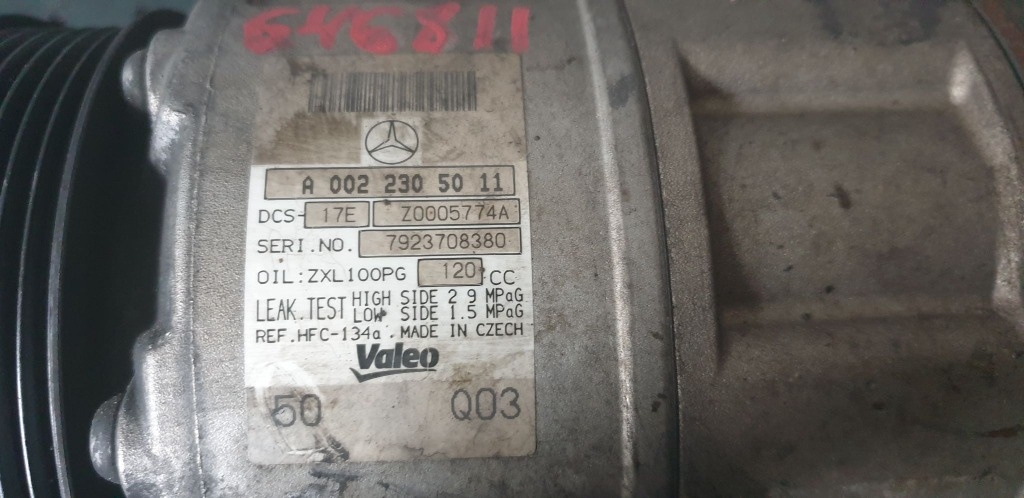 646811
A 002 230 50 11
DCS- 17E Z0005774A
SERI.NO. 7923708380
OIL:ZXL100PG 120 CC
LEAK.TEST HIGH SIDE 2 9 MPaG
LOW SIDE 1.5 MPaG
REF.HFC-134a . MADE IN CZECH
Valeo
50 Q03